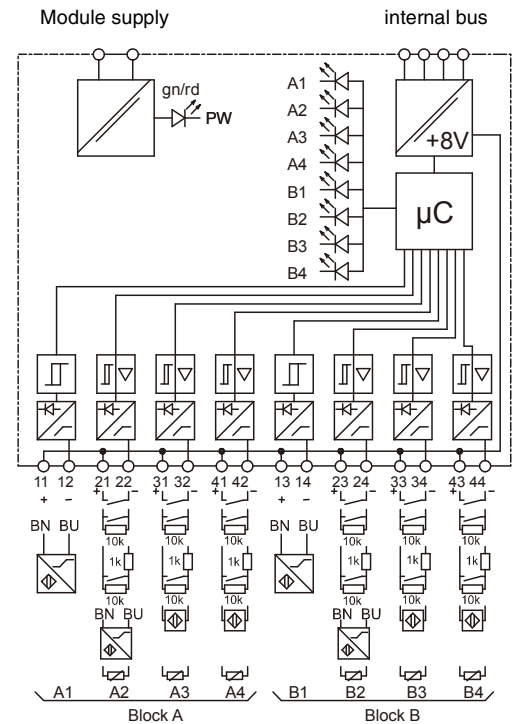 Module supply internal bus
gn/rd
PW
A1
A2
A3
A4
B1
B2
B3
B4
+8V
µC
11 12 21 22 31 32 41 42 13 14 23 24 33 34 43 44
+ − + − + − + − + − + − + − + −
BN BU BN BU
10k 10k 10k 10k 10k 10k
1k 1k 1k 1k 1k 1k
10k 10k 10k 10k 10k 10k
BN BU BN BU
A1 A2 A3 A4 B1 B2 B3 B4
Block A Block B